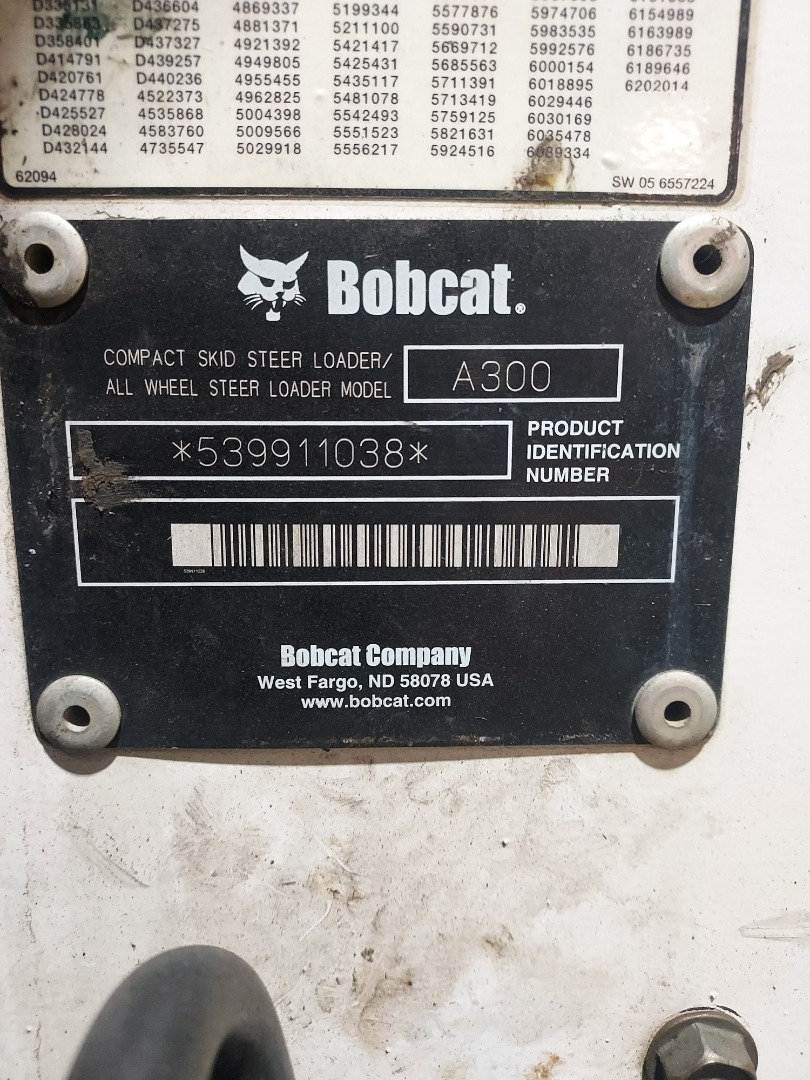 D436604 4869337 5199344 5577876 5974706 6154989
D437275 4881371 5211100 5590731 5983535 6163989
D358401 D437327 4921392 5421417 5669712 5992576 6186735
D414791 D439257 4949805 5425431 5685563 6000154 6189646
D420761 D440236 4955455 5435117 5711391 6018895 6202014
D424778 4522373 4962825 5481078 5713419 6029446
D425527 4535868 5004398 5542493 5759125 6030169
D428024 4583760 5009566 5551523 5821631 6035478
D432144 4735547 5029918 5556217 5924516 6089334
62094 SW 05 6557224
Bobcat®
COMPACT SKID STEER LOADER/
ALL WHEEL STEER LOADER MODEL A300
*539911038* PRODUCT
IDENTIFICATION
NUMBER
539911038
Bobcat Company
West Fargo, ND 58078 USA
www.bobcat.com